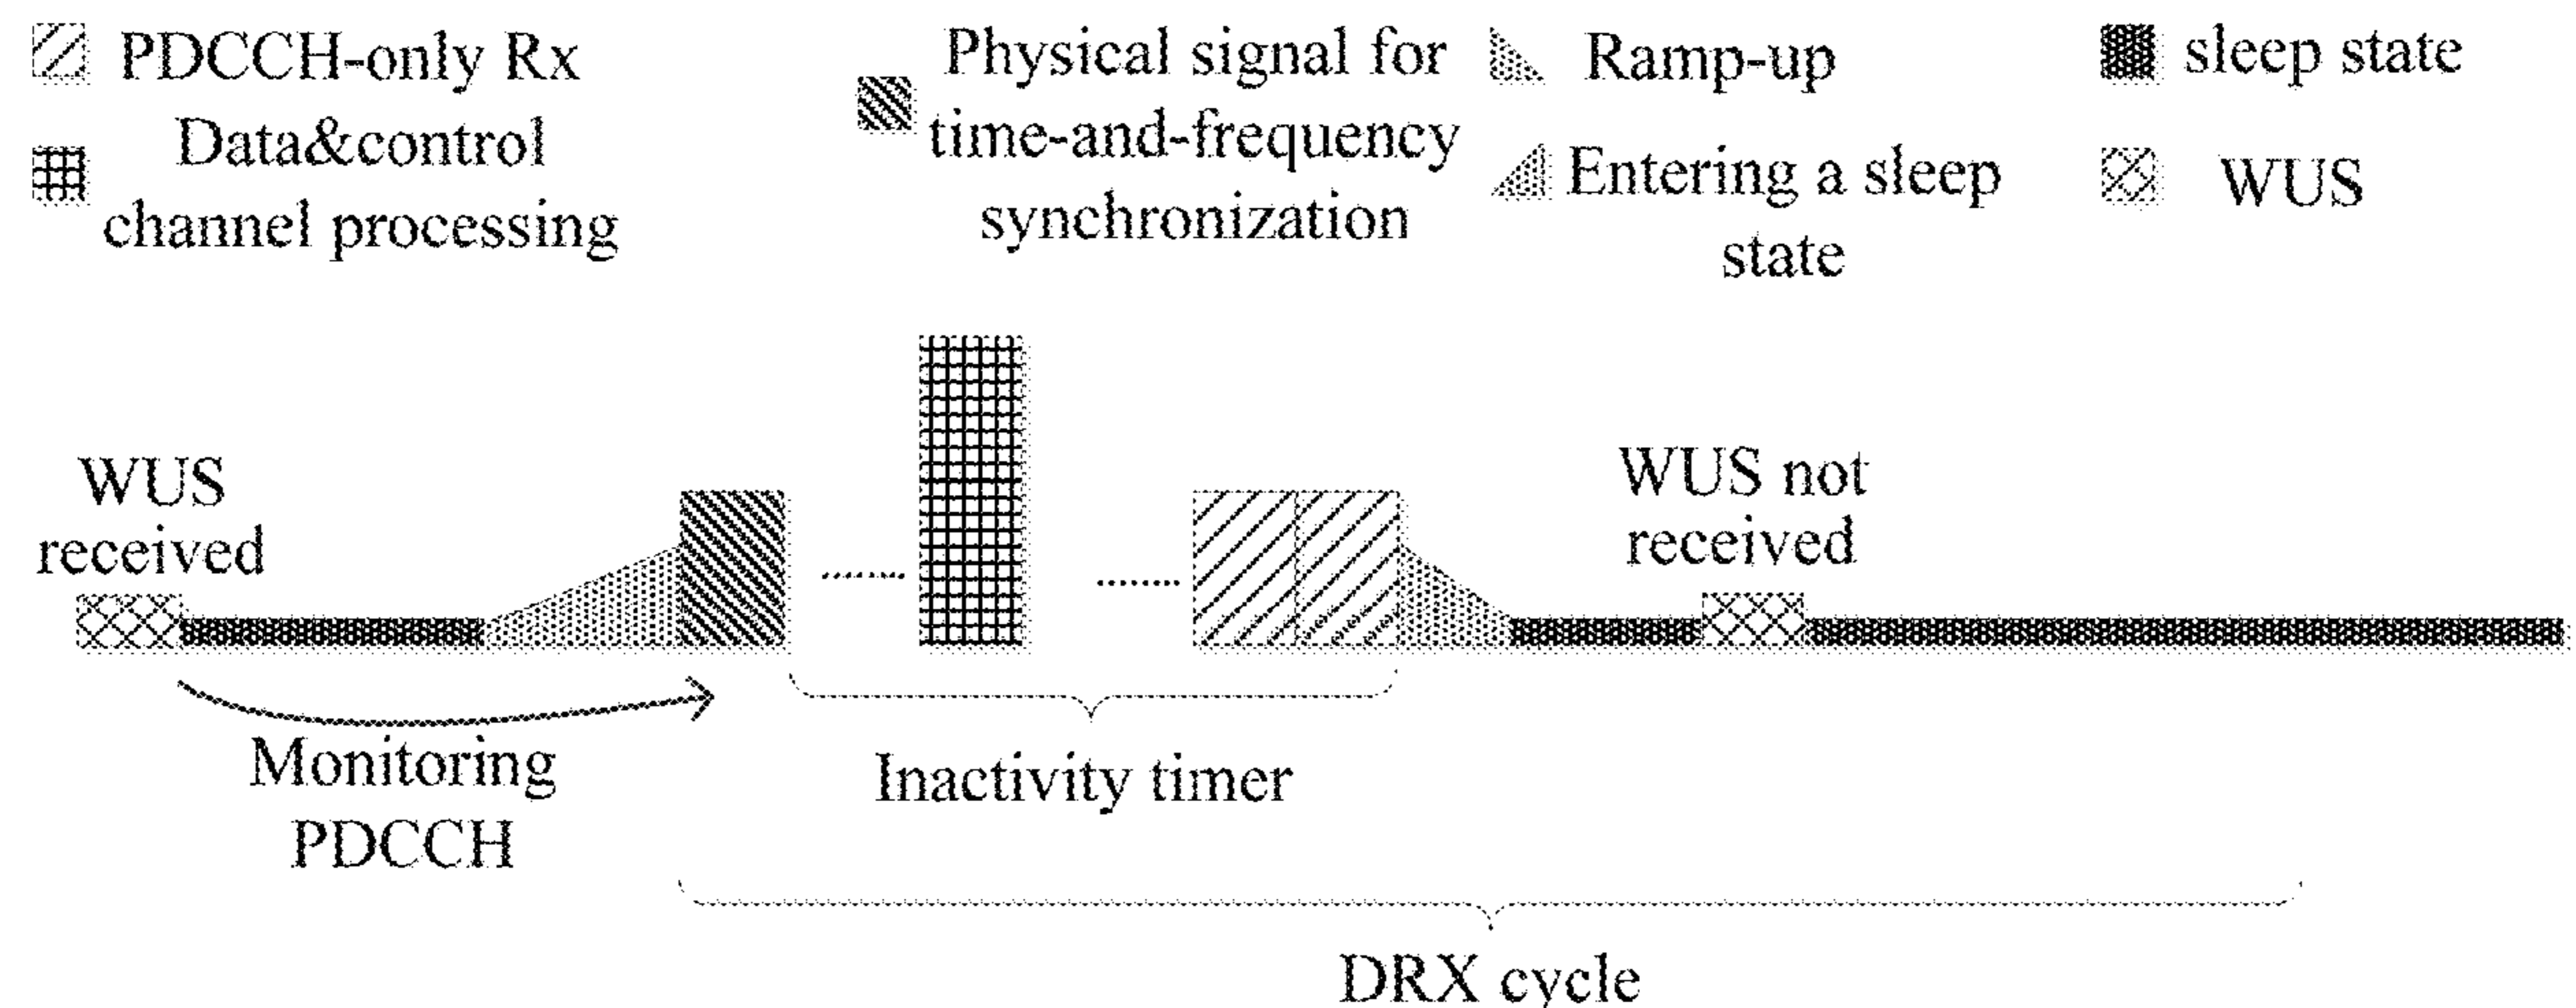 PDCCH-only Rx
Data&control
channel processing
Physical signal for
time-and-frequency
synchronization
Ramp-up
Entering a sleep
state
sleep state
WUS
WUS
received
WUS not
received
Monitoring
PDCCH
Inactivity timer
DRX cycle